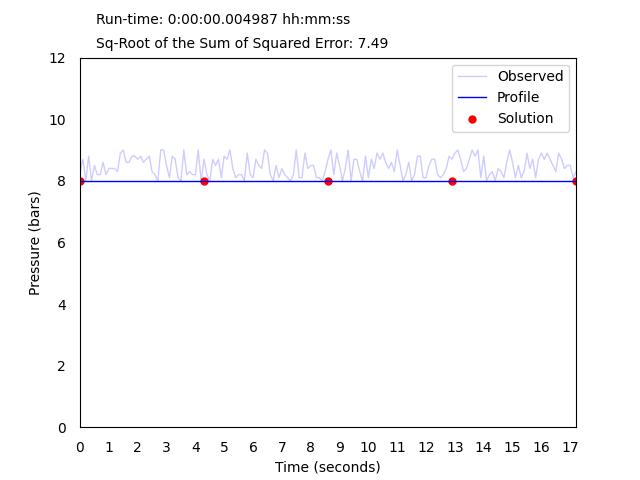 Run-time: 0:00:00.004987 hh:mm:ss
Sq-Root of the Sum of Squared Error: 7.49
Observed
Profile
Solution
12
10
8
6
4
2
0
Pressure (bars)
0 1 2 3 4 5 6 7 8 9 10 11 12 13 14 15 16 17
Time (seconds)